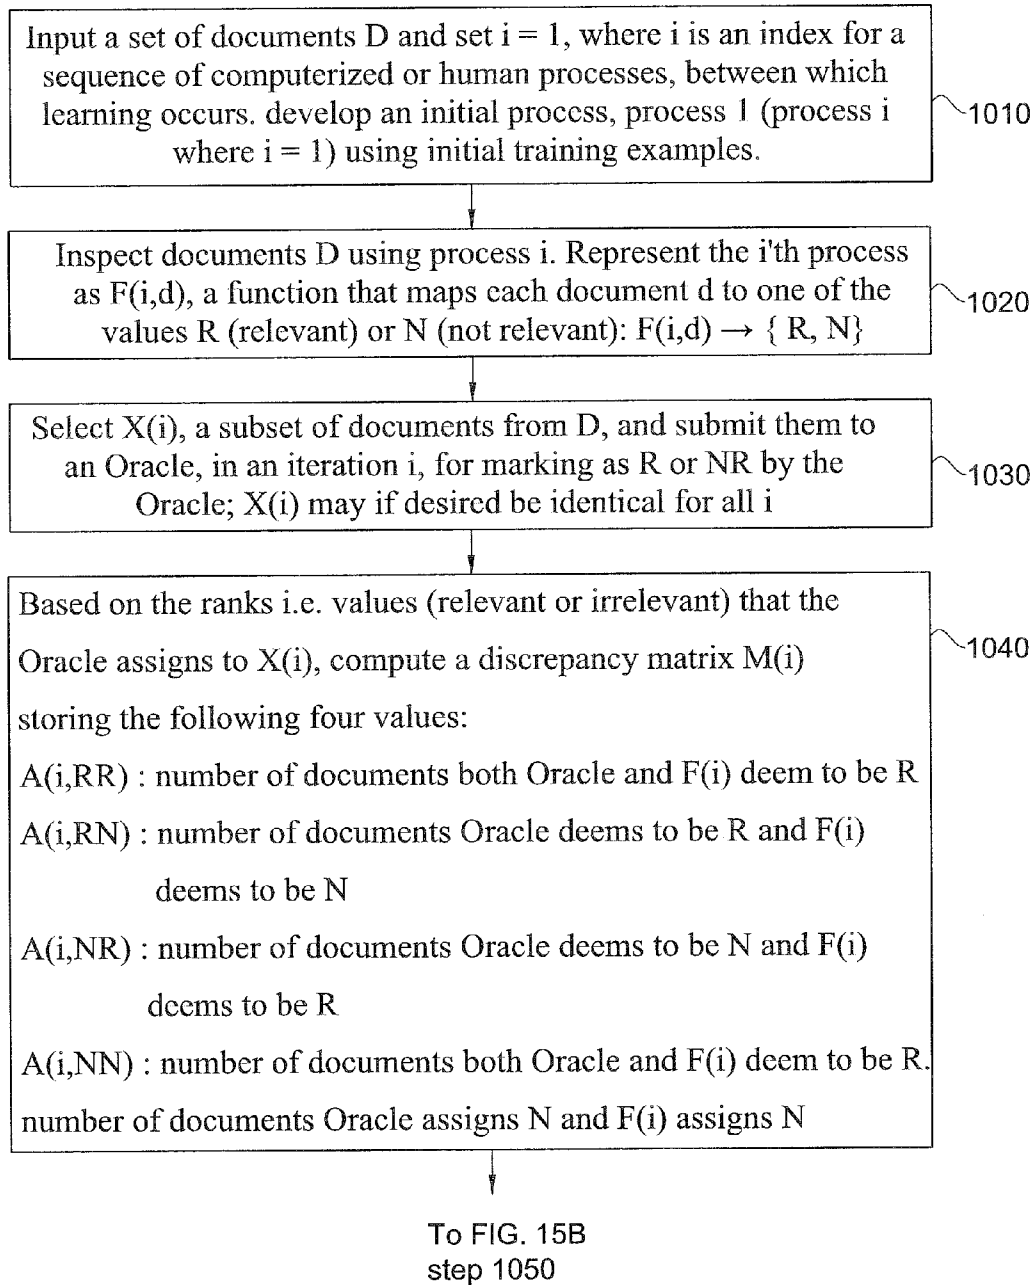 Input a set of documents D and set i = 1, where i is an index for a
sequence of computerized or human processes, between which
learning occurs. develop an initial process, process 1 (process i
where i = 1) using initial training examples.
1010
Inspect documents D using process i. Represent the i'th process
as F(i,d), a function that maps each document d to one of the
values R (relevant) or N (not relevant): F(i,d) → { R, N}
1020
Select X(i), a subset of documents from D, and submit them to
an Oracle, in an iteration i, for marking as R or NR by the
Oracle; X(i) may if desired be identical for all i
1030
Based on the ranks i.e. values (relevant or irrelevant) that the
Oracle assigns to X(i), compute a discrepancy matrix M(i)
storing the following four values:
A(i,RR) : number of documents both Oracle and F(i) deem to be R
A(i,RN) : number of documents Oracle deems to be R and F(i)
deems to be N
A(i,NR) : number of documents Oracle deems to be N and F(i)
deems to be R
A(i,NN) : number of documents both Oracle and F(i) deem to be R.
number of documents Oracle assigns N and F(i) assigns N
1040
To FIG. 15B
step 1050